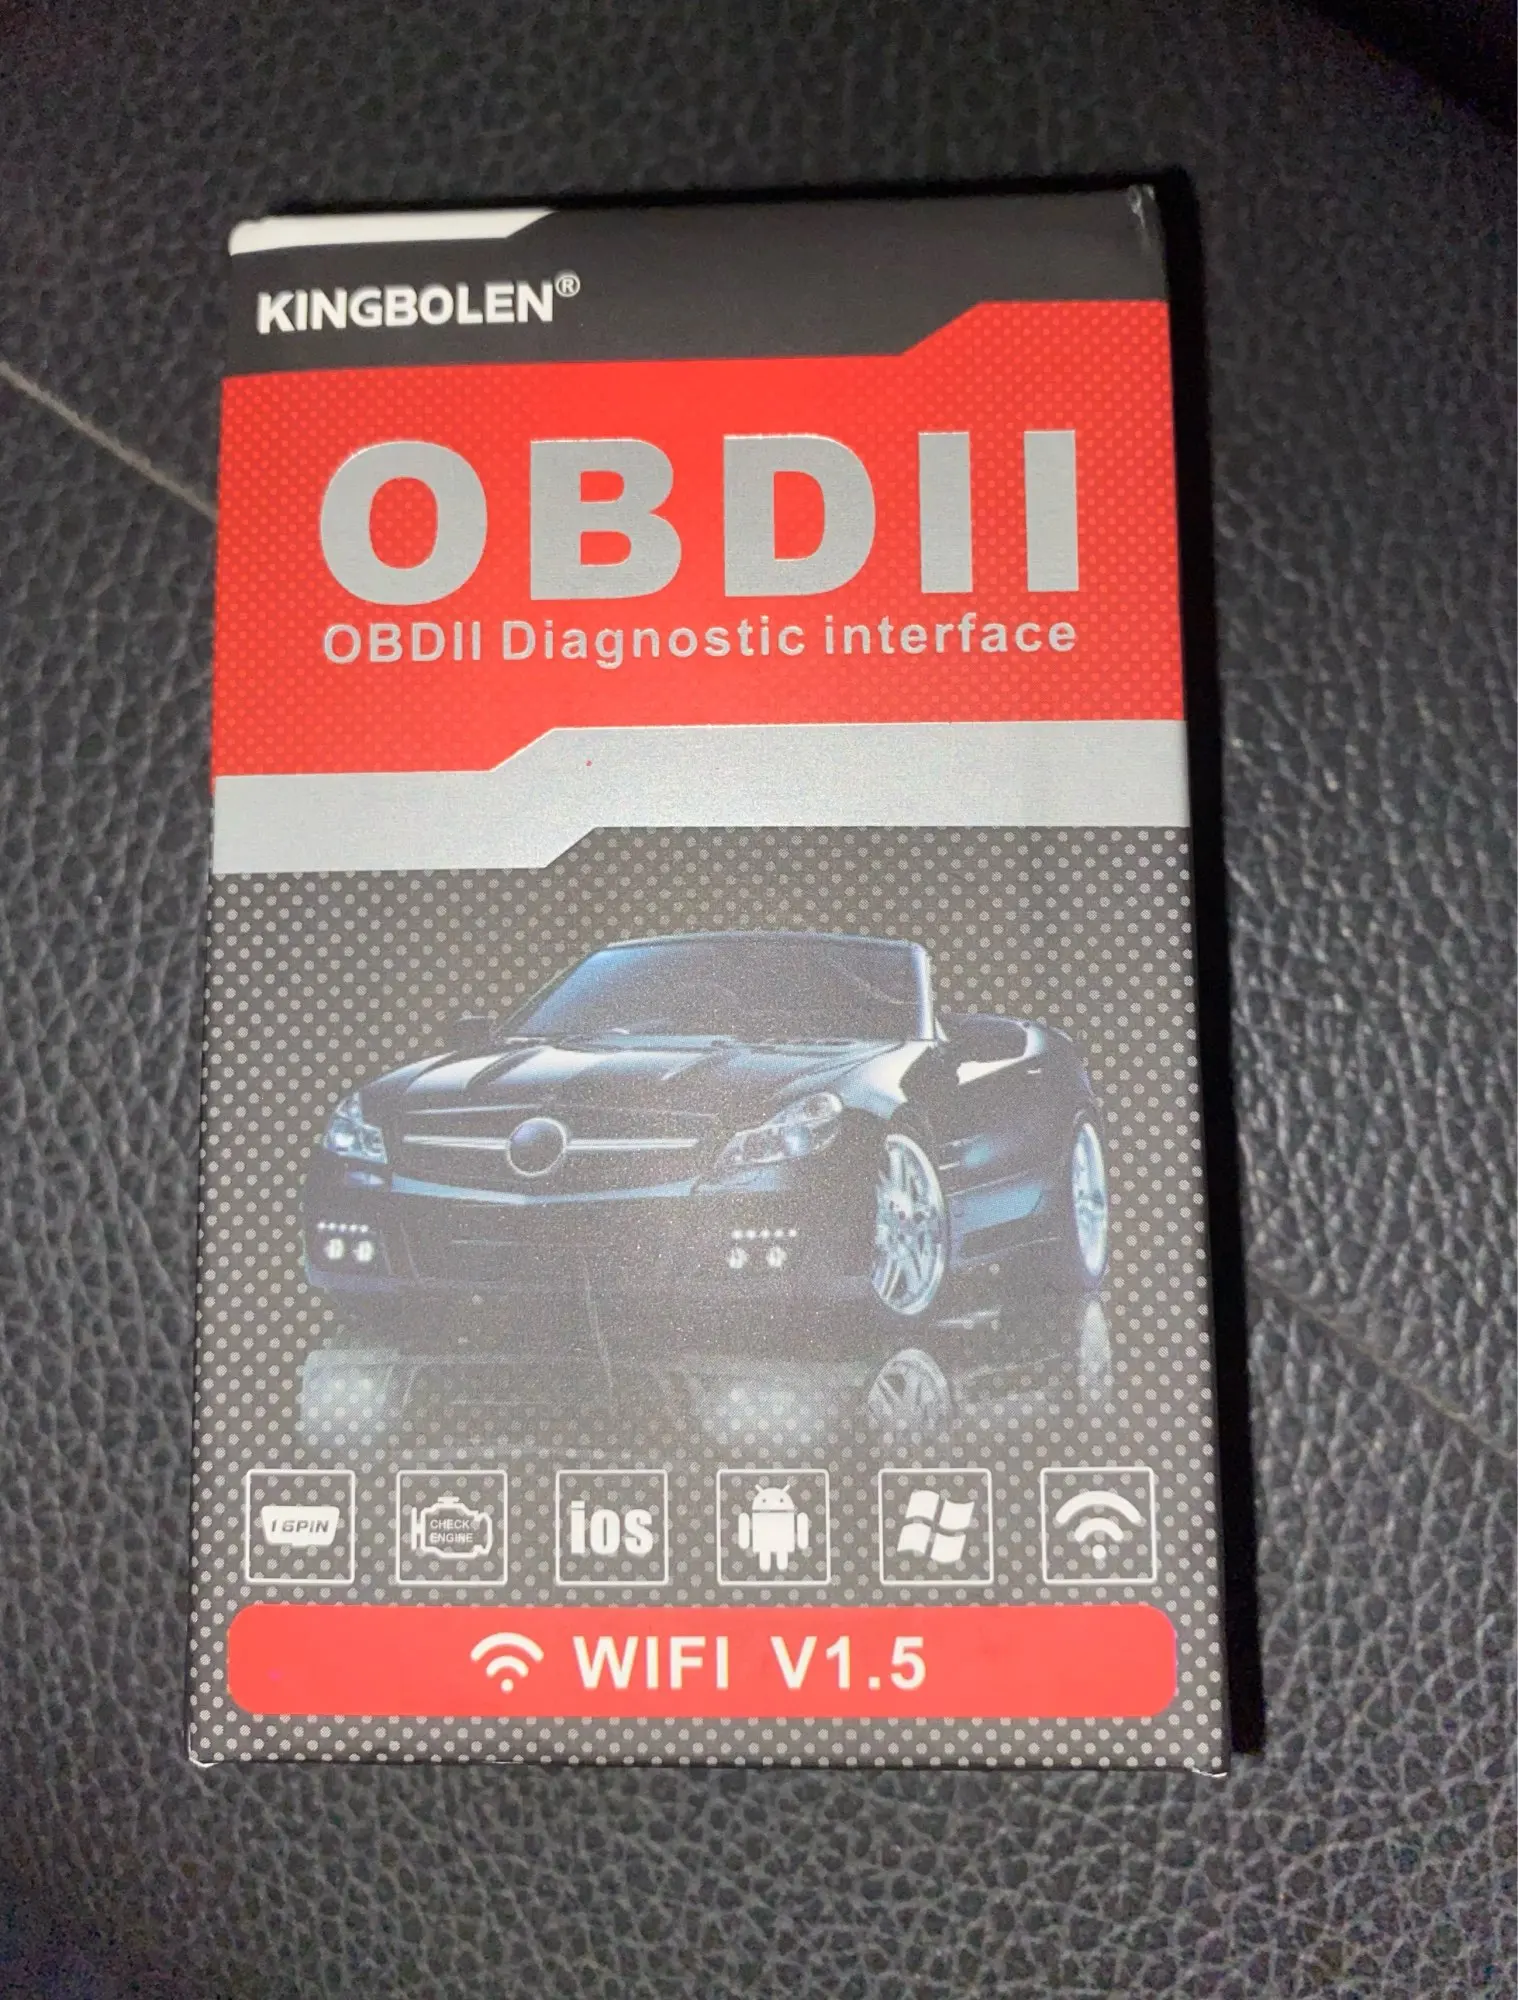 KINGBOLEN®
OBDII
OBDII Diagnostic interface
16PiN
CHECK
ENGINE
ios
WIFI V1.5